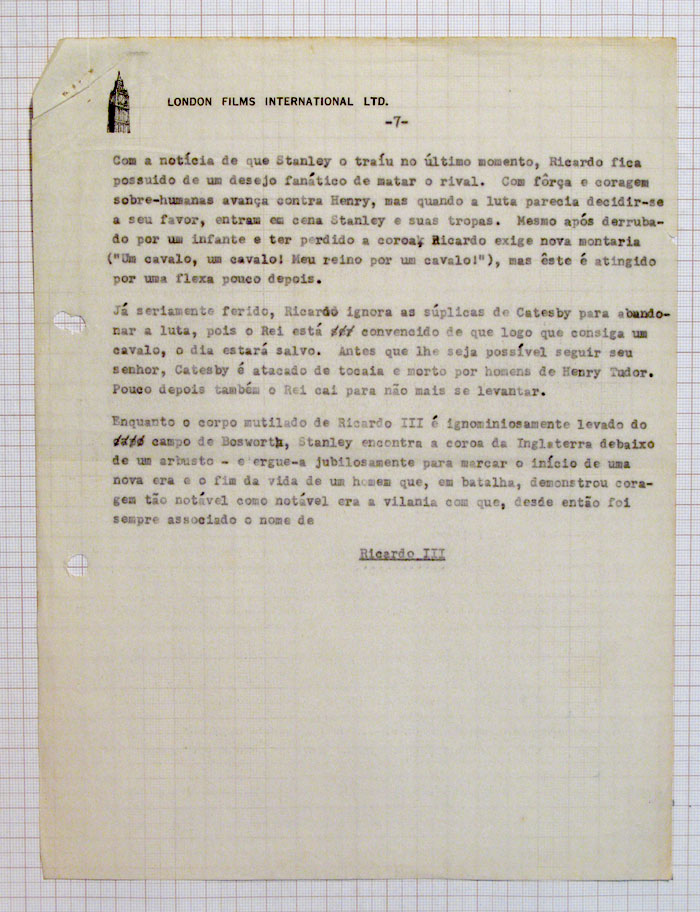 LONDON FILMS INTERNATIONAL LTD.
-7-
Com a notícia de que Stanley o traíu no último momento, Ricardo fica
possuido de um desejo fanático de matar o rival. Com fôrça e coragem
sobre-humanas avança contra Henry, mas quando a luta parecia decidir-se
a seu favor, entram em cena Stanley e suas tropas. Mesmo após derruba-
do por um infante e ter perdido a coroa, Ricardo exige nova montaria
("Um cavalo, um cavalo! Meu reino por um cavalo!"), mas êste é atingido
por uma flexa pouco depois.
Já seriamente ferido, Ricardo ignora as súplicas de Catesby para abando-
nar a luta, pois o Rei está convencido de que logo que consiga um
cavalo, o dia estará salvo. Antes que lhe seja possível seguir seu
senhor, Catesby é atacado de tocaia e morto por homens de Henry Tudor.
Pouco depois também o Rei cai para não mais se levantar.
Enquanto o corpo mutilado de Ricardo III é ignominiosamente levado do
campo de Bosworth, Stanley encontra a coroa da Inglaterra debaixo
de um arbusto - e ergue-a jubilosamente para marcar o início de uma
nova era e o fim da vida de um homem que, em batalha, demonstrou cora-
gem tão notável como notável era a vilania com que, desde então foi
sempre associado o nome de
Ricardo III